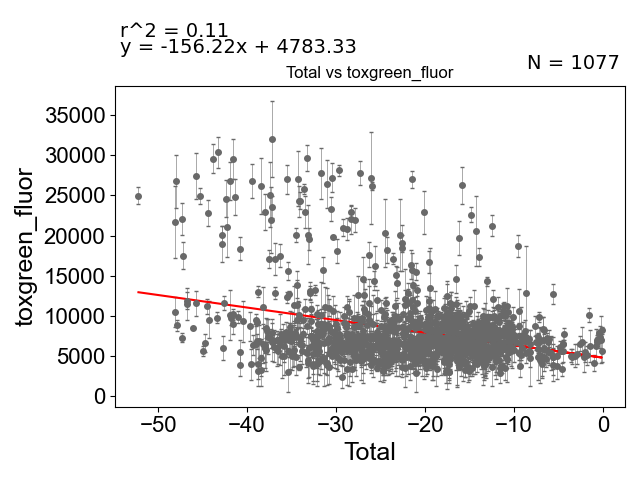 r^2 = 0.11
y = -156.22x + 4783.33
N = 1077
Total vs toxgreen_fluor
35000
30000
25000
20000
15000
10000
5000
0
toxgreen_fluor
−50
−40
−30
−20
−10
0
Total